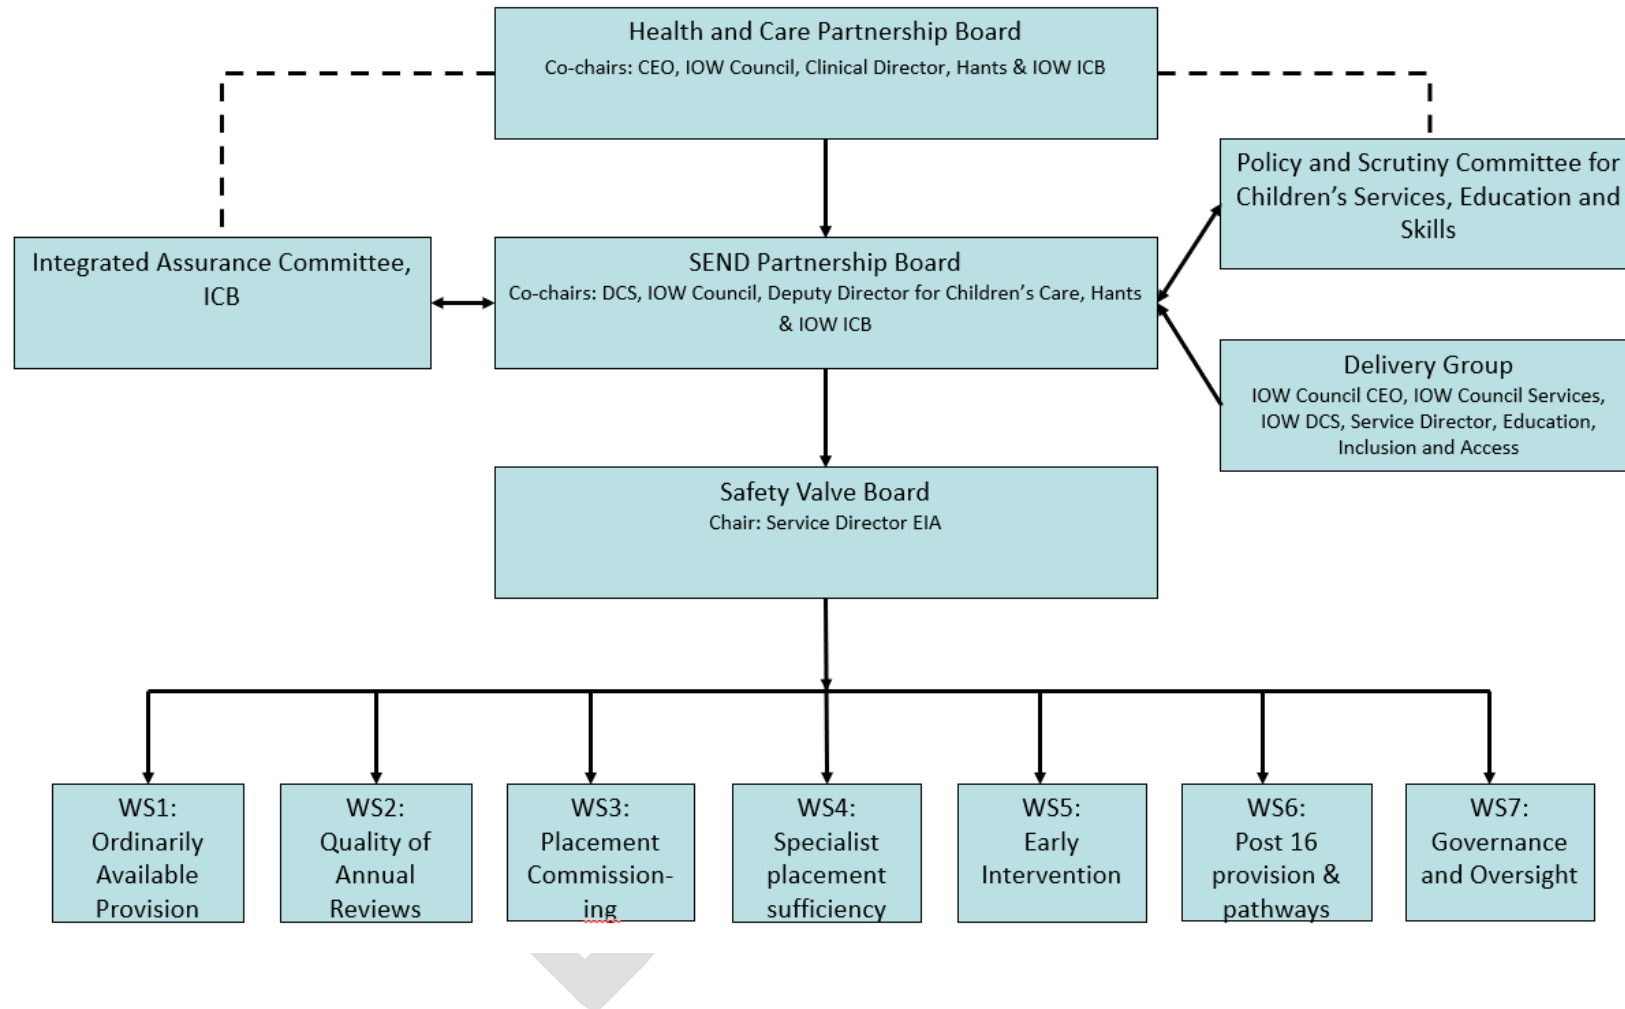 Health and Care Partnership Board
Co-chairs: CEO, IOW Council, Clinical Director, Hants & IOW ICB
Policy and Scrutiny Committee for
Children’s Services, Education and
Skills
Integrated Assurance Committee,
ICB
SEND Partnership Board
Co-chairs: DCS, IOW Council, Deputy Director for Children’s Care, Hants
& IOW ICB
Delivery Group
IOW Council CEO, IOW Council Services,
IOW DCS, Service Director, Education,
Inclusion and Access
Safety Valve Board
Chair: Service Director EIA
WS1:
Ordinarily
Available
Provision
WS2:
Quality of
Annual
Reviews
WS3:
Placement
Commission-
ing
WS4:
Specialist
placement
sufficiency
WS5:
Early
Intervention
WS6:
Post 16
provision &
pathways
WS7:
Governance
and Oversight